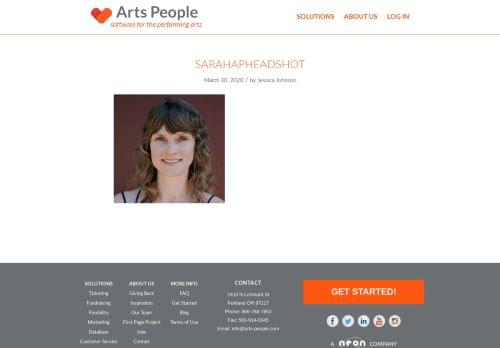 Arts People
software for the performing arts
SOLUTIONS ABOUT US LOG IN
SARAHAPHEADSHOT
March 30, 2020 / by Jessica Johnson
SOLUTIONS
Ticketing
Fundraising
Flexibility
Marketing
Database
Customer Service
ABOUT US
Giving Back
Inspiration
Our Team
First Page Project
Jobs
Contact
MORE INFO
FAQ
Get Started
Blog
Terms of Use
CONTACT
2410 N Lombard St
Portland OR 97217
Phone: 866-788-7853
Fax: 503-914-0345
Email: info@arts-people.com
GET STARTED!
A neon COMPANY